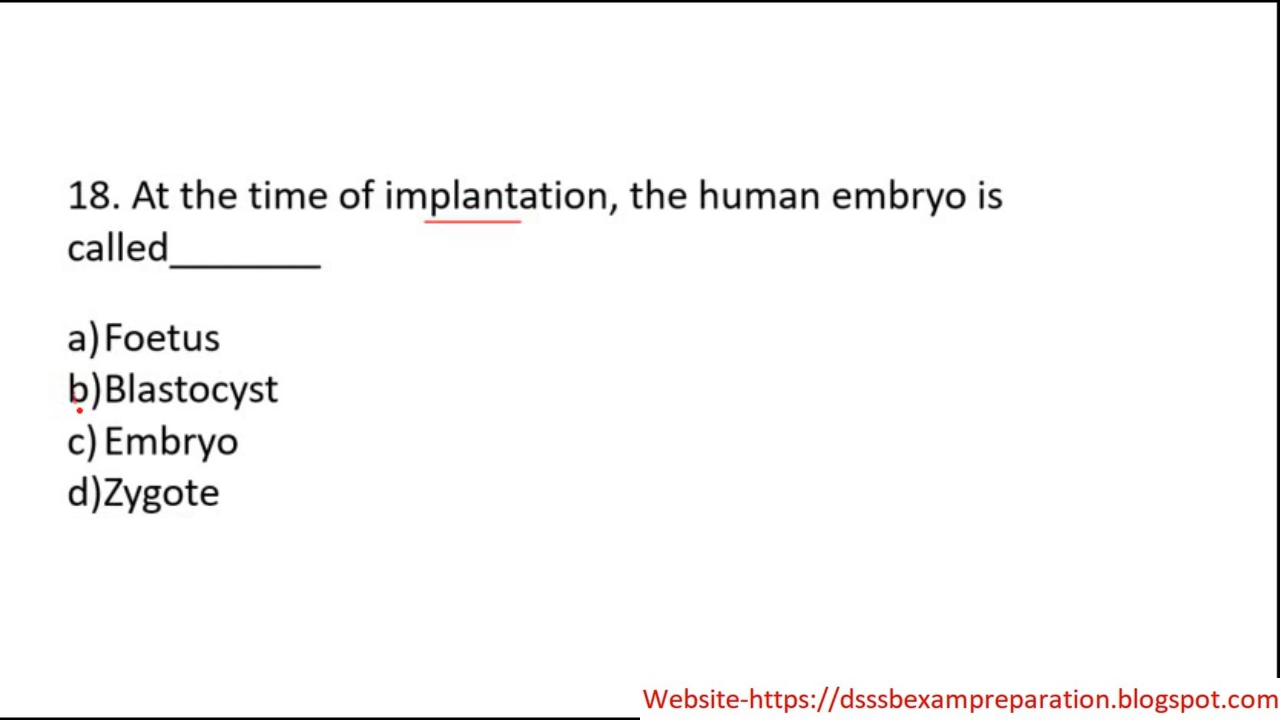 18. At the time of implantation, the human embryo is
called________
a)Foetus
b)Blastocyst
c) Embryo
d)Zygote
Website-https://dsssbexampreparation.blogspot.com